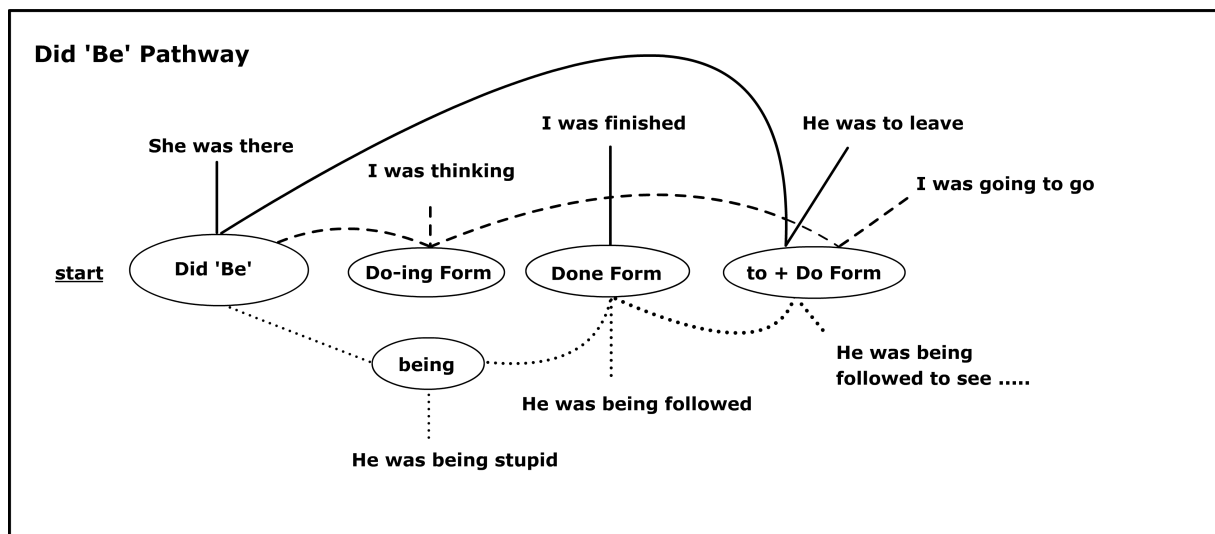 Did 'Be' Pathway
I was finished
He was to leave
She was there
I was thinking
I was going to go
start
Did 'Be'
Do-ing Form
Done Form
to + Do Form
being
He was being
followed to see .....
He was being followed
He was being stupid